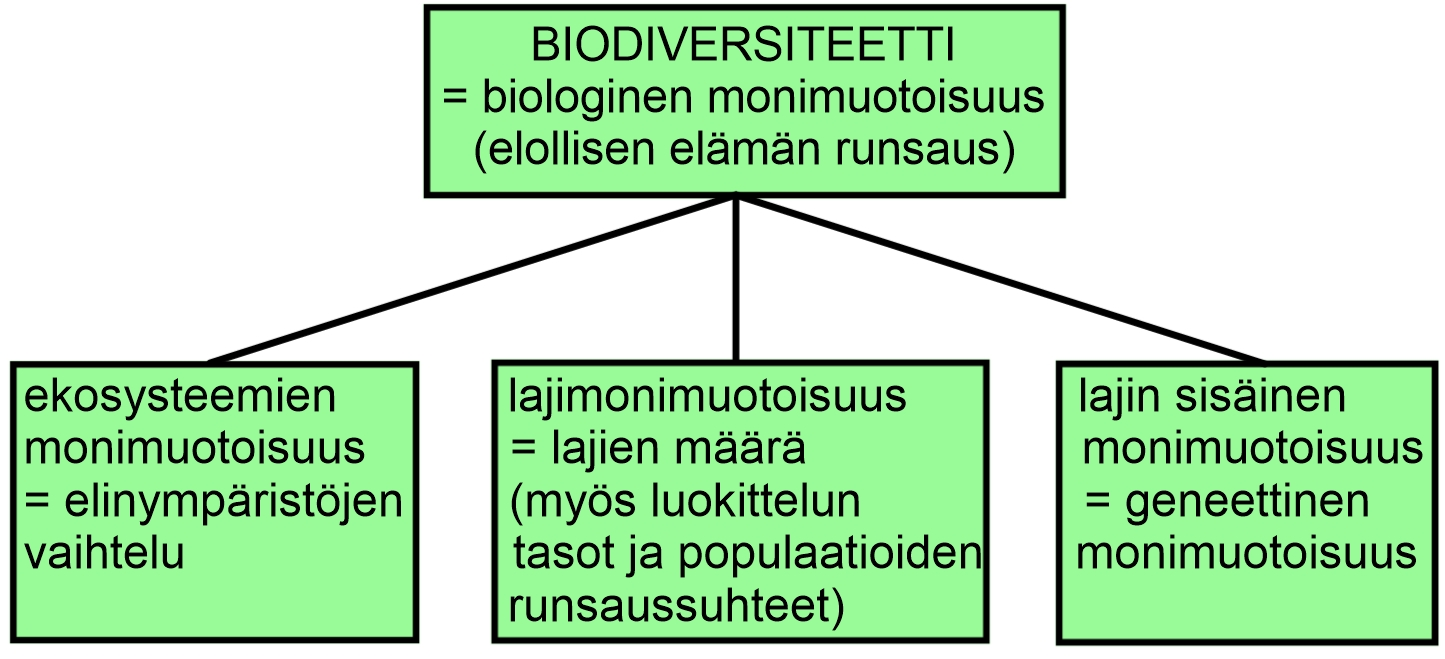 BIODIVERSITEETTI
= biologinen monimuotoisuus
(elollisen elämän runsaus)
ekosysteemien
monimuotoisuus
= elinympäristöjen
vaihtelu
lajimonimuotoisuus
= lajien määrä
(myös luokittelun
tasot ja populaatioiden
runsaussuhteet)
lajin sisäinen
monimuotoisuus
= geneettinen
monimuotoisuus